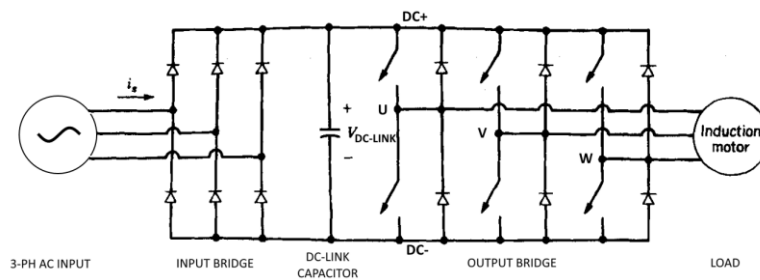 DC+
i_s
U
+
V_DC-LINK
−
V
Induction
motor
W
DC-
3-PH AC INPUT
INPUT BRIDGE
DC-LINK
CAPACITOR
OUTPUT BRIDGE
LOAD